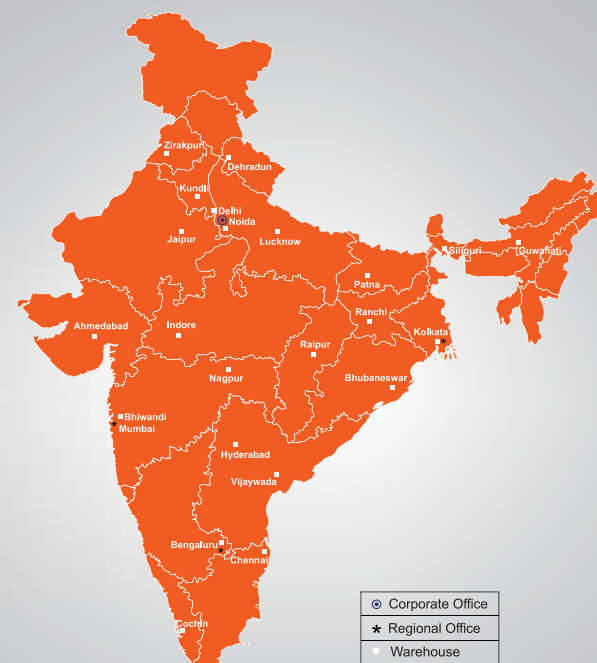 Zirakpur
Dehradun
Kundli
Delhi
Noida
Jaipur
Lucknow
Siliguri
Guwahati
Patna
Ranchi
Ahmedabad
Indore
Kolkata
Raipur
Nagpur
Bhubaneswar
Bhiwandi
Mumbai
Hyderabad
Vijaywada
Bengaluru
Chennai
Cochin
Corporate Office
Regional Office
Warehouse